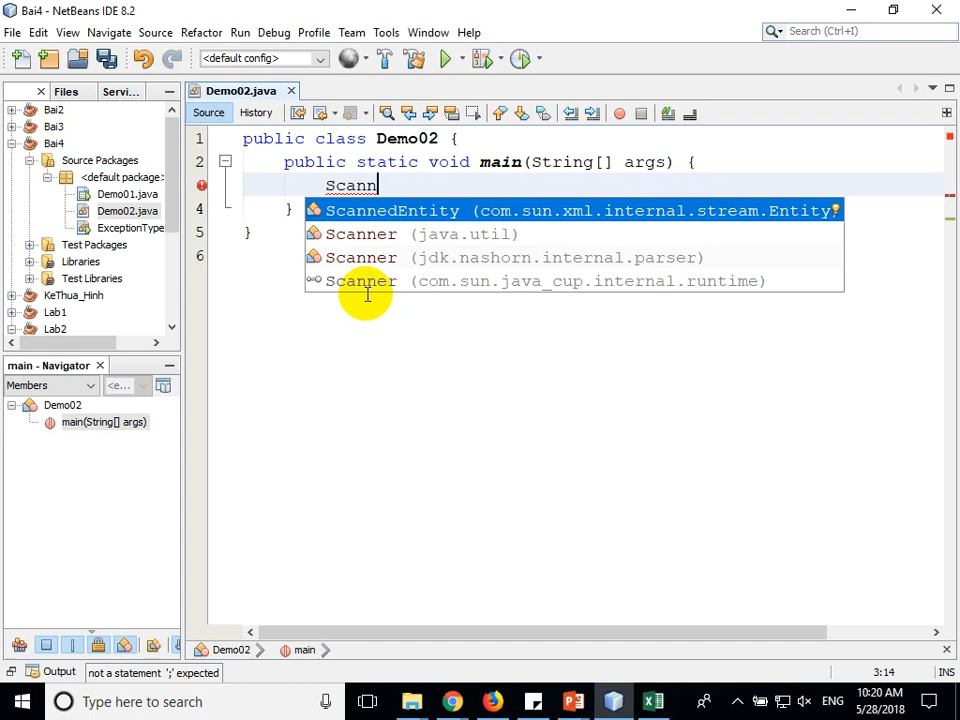 Bai4 - NetBeans IDE 8.2
File Edit View Navigate Source Refactor Run Debug Profile Team Tools Window Help
Search (Ctrl+I)
<default config>
Files Servi...
Demo02.java
Source History
Bai2
Bai3
Bai4
Source Packages
<default package>
Demo01.java
Demo02.java
ExceptionType
Test Packages
Libraries
Test Libraries
KeThua_Hinh
Lab1
Lab2
1 public class Demo02 {
2 public static void main(String[] args) {
Scann
4 }
5 }
6
ScannedEntity (com.sun.xml.internal.stream.Entity
Scanner (java.util)
Scanner (jdk.nashorn.internal.parser)
Scanner (com.sun.java_cup.internal.runtime)
main - Navigator
Members <e...
Demo02
main(String[] args)
Demo02 main
Output not a statement ';' expected 3:14 INS
Type here to search
ENG
10:20 AM
5/28/2018